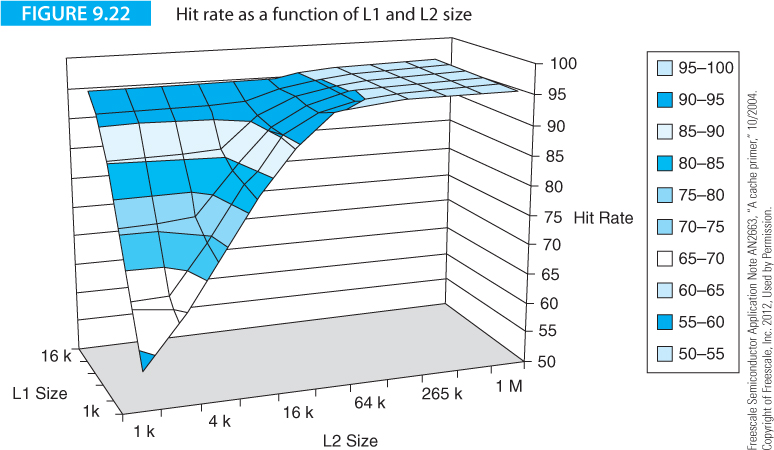 FIGURE 9.22 Hit rate as a function of L1 and L2 size
100
95
90
85
80
75
70
65
60
55
50
Hit Rate
16 k
L1 Size
1k
1 k
4 k
16 k
64 k
265 k
1 M
L2 Size
95–100
90–95
85–90
80–85
75–80
70–75
65–70
60–65
55–60
50–55
Freescale Semiconductor Application Note AN2663, "A cache primer," 10/2004.
Copyright of Freescale, Inc. 2012, Used by Permission.